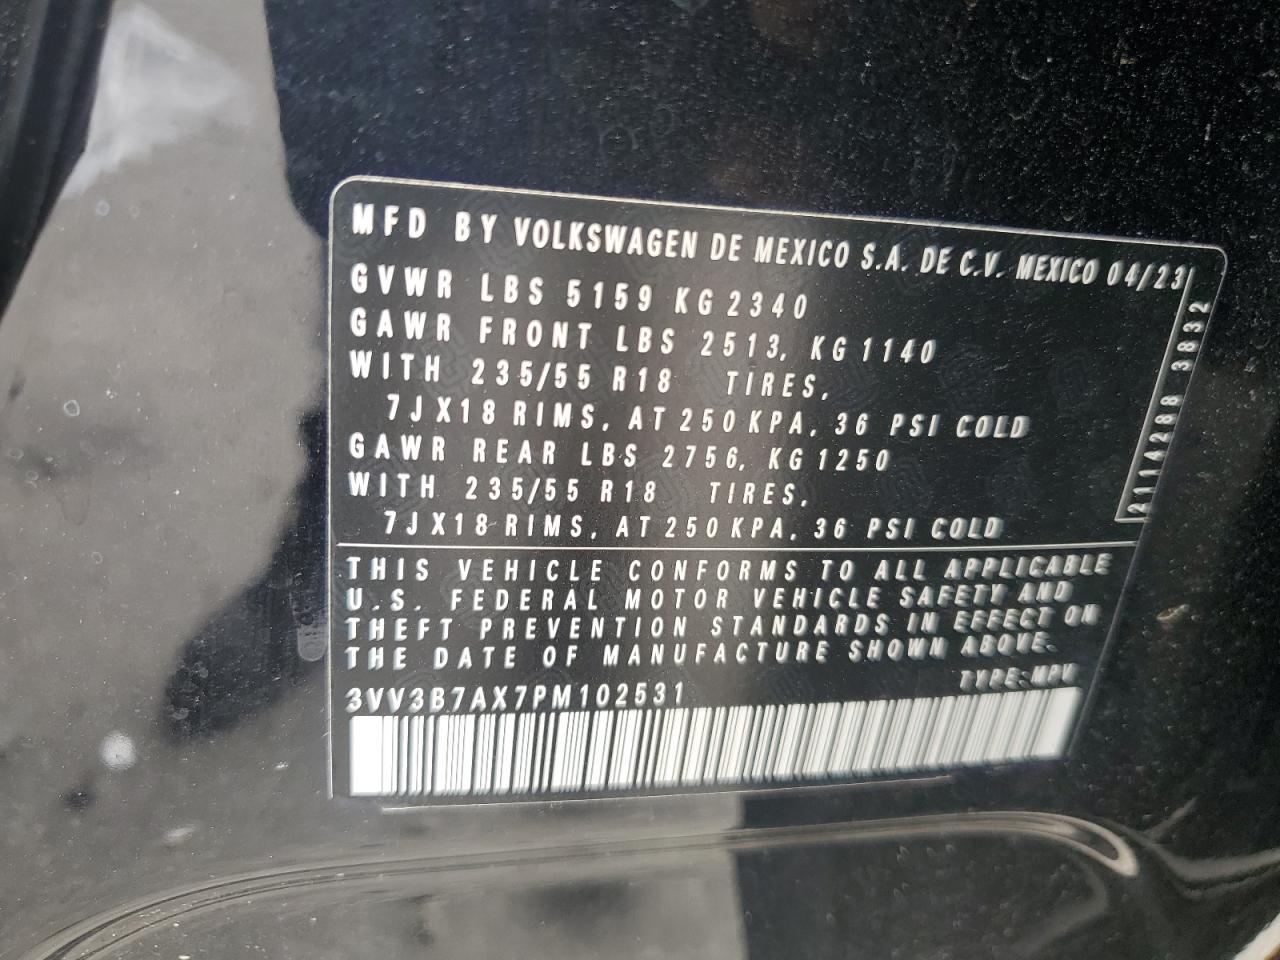 MFD BY VOLKSWAGEN DE MEXICO S.A. DE C.V. MEXICO 04/23
GVWR LBS 5159 KG 2340
GAWR FRONT LBS 2513, KG 1140
WITH 235/55 R18 TIRES,
7JX18 RIMS, AT 250 KPA, 36 PSI COLD
GAWR REAR LBS 2756, KG 1250
WITH 235/55 R18 TIRES,
7JX18 RIMS, AT 250 KPA, 36 PSI COLD
2114288 3832
THIS VEHICLE CONFORMS TO ALL APPLICABLE
U.S. FEDERAL MOTOR VEHICLE SAFETY AND
THEFT PREVENTION STANDARDS IN EFFECT ON
THE DATE OF MANUFACTURE SHOWN ABOVE.
TYPE:MPV
3VV3B7AX7PM102531